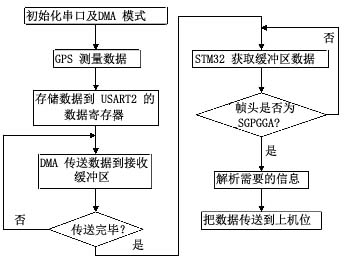 初始化串口及DMA 模式
GPS 测量数据
存储数据到 USART2 的
数据寄存器
DMA 传送数据到接收
缓冲区
否
传送完毕?
是
否
STM32 获取缓冲区数据
帧头是否为
SGPGGA?
是
解析需要的信息
把数据传送到上机位